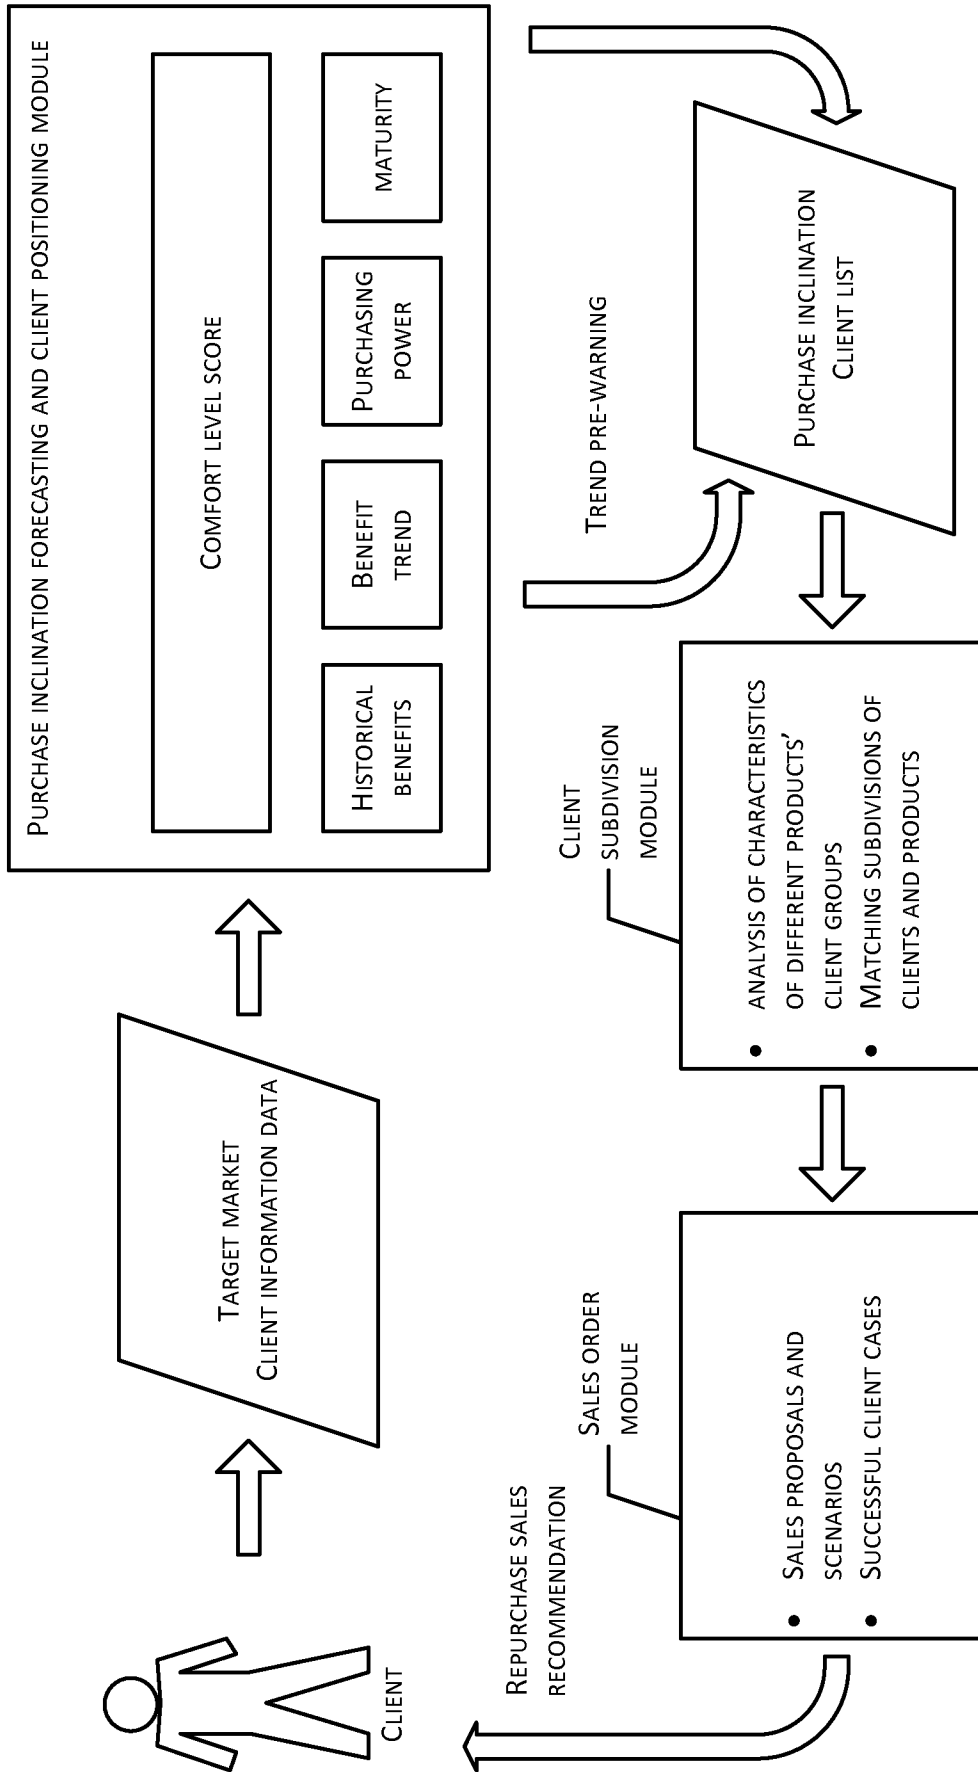 PURCHASE INCLINATION FORECASTING AND CLIENT POSITIONING MODULE
COMFORT LEVEL SCORE
HISTORICAL
BENEFITS
BENEFIT
TREND
PURCHASING
POWER
MATURITY
TARGET MARKET
CLIENT INFORMATION DATA
CLIENT
TREND PRE-WARNING
PURCHASE INCLINATION
CLIENT LIST
CLIENT
SUBDIVISION
MODULE
• ANALYSIS OF CHARACTERISTICS
OF DIFFERENT PRODUCTS'
CLIENT GROUPS
• MATCHING SUBDIVISIONS OF
CLIENTS AND PRODUCTS
SALES ORDER
MODULE
• SALES PROPOSALS AND
SCENARIOS
• SUCCESSFUL CLIENT CASES
REPURCHASE SALES
RECOMMENDATION